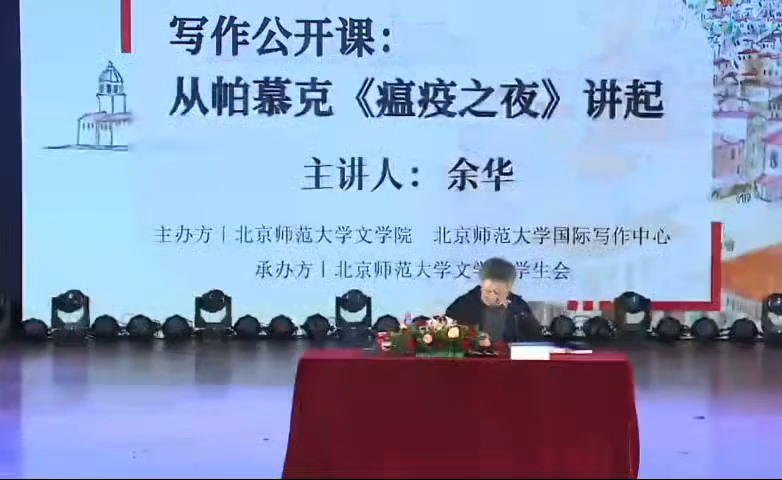 写作公开课：
从帕慕克《瘟疫之夜》讲起
主讲人：余华
主办方｜北京师范大学文学院 北京师范大学国际写作中心
承办方｜北京师范大学文学 学生会